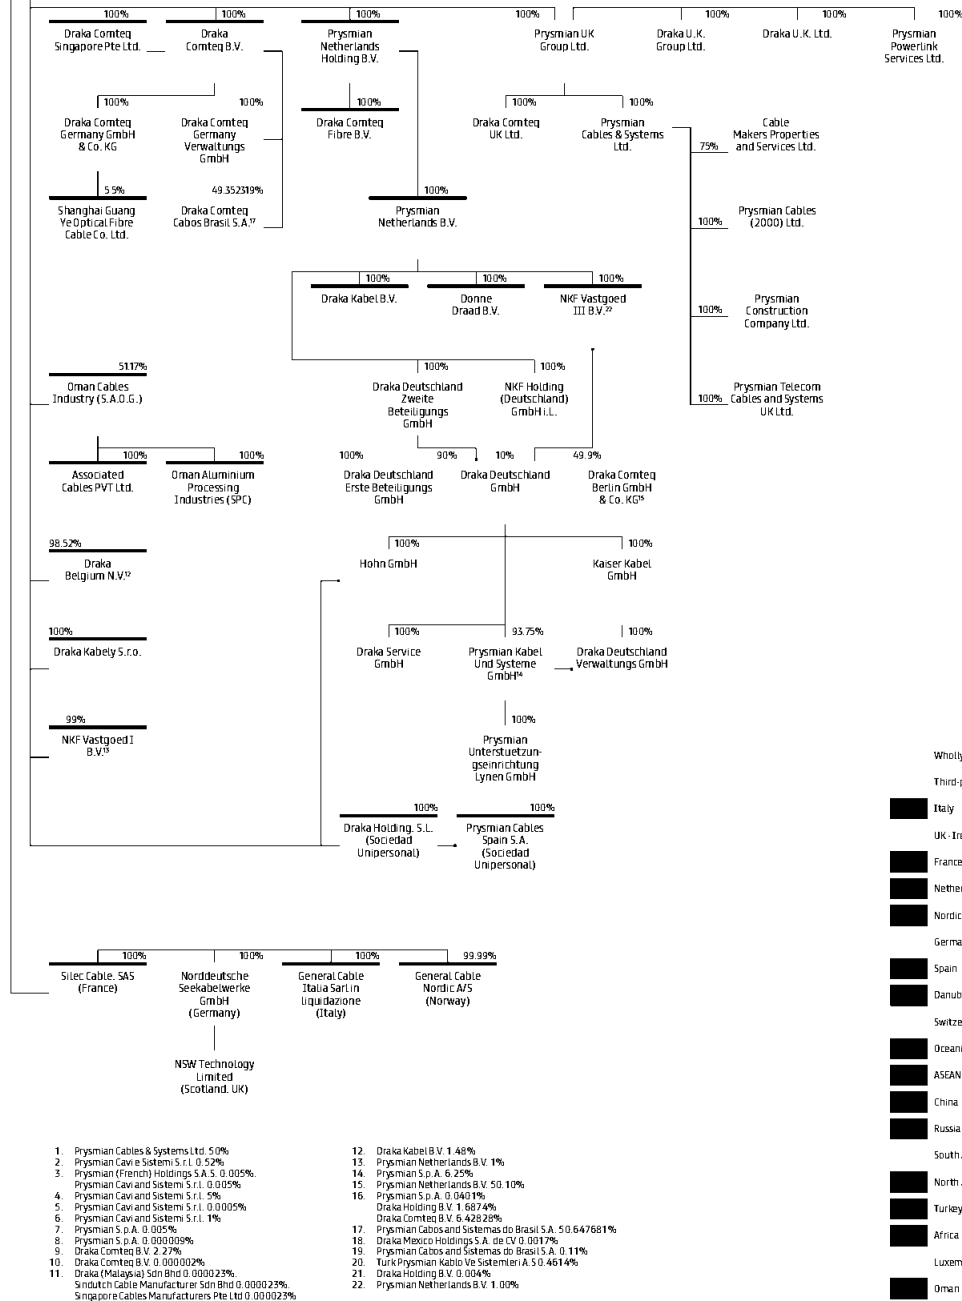 100% 100% 100% 100% 100% 100% 100%
Draka Comteq
Singapore Pte Ltd.
Draka
Comteq B.V.
Prysmian
Netherlands
Holding B.V.
Prysmian UK
Group Ltd.
Draka U.K.
Group Ltd.
Draka U.K. Ltd.
Prysmian
Powerlink
Services Ltd.
100% 100% 100% 100% 100%
Draka Comteq
Germany GmbH
& Co. KG
Draka Comteq
Germany
Verwaltungs
GmbH
Draka Comteq
Fibre B.V.
Draka Comteq
UK Ltd.
Prysmian
Cables & Systems
Ltd.
75%
Cable
Makers Properties
and Services Ltd.
55% 49.352319% 100%
Shanghai Guang
Ye Optical Fibre
Cable Co. Ltd.
Draka Comteq
Cabos Brasil S.A.¹⁷
Prysmian
Netherlands B.V.
100%
Prysmian Cables
(2000) Ltd.
100% 100% 100%
Draka Kabel B.V.
Donne
Draad B.V.
NKF Vastgoed
III B.V.²²
100%
Prysmian
Construction
Company Ltd.
51.17% 100% 100%
Oman Cables
Industry (S.A.O.G.)
Draka Deutschland
Zweite
Beteiligungs
GmbH
NKF Holding
(Deutschland)
GmbH i.L.
100%
Prysmian Telecom
Cables and Systems
UK Ltd.
100% 100% 100% 90% 10% 49.9%
Associated
Cables PVT Ltd.
Oman Aluminium
Processing
Industries (SPC)
Draka Deutschland
Erste Beteiligungs
GmbH
Draka Deutschland
GmbH
Draka Comteq
Berlin GmbH
& Co. KG¹⁵
98.52% 100% 100%
Draka
Belgium N.V.¹²
Hohn GmbH
Kaiser Kabel
GmbH
100% 100% 93.75% 100%
Draka Kabely S.r.o.
Draka Service
GmbH
Prysmian Kabel
Und Systeme
GmbH¹⁴
Draka Deutschland
Verwaltungs GmbH
99% 100%
NKF Vastgoed I
B.V.¹³
Prysmian
Unterstuetzun-
gseinrichtung
Lynen GmbH
100% 100%
Draka Holding. S.L.
(Sociedad
Unipersonal)
Prysmian Cables
Spain S.A.
(Sociedad
Unipersonal)
100% 100% 100% 99.99%
Silec Cable. SAS
(France)
Norddeutsche
Seekabelwerke
GmbH
(Germany)
General Cable
Italia Sarl in
liquidazione
(Italy)
General Cable
Nordic A/S
(Norway)
NSW Technology
Limited
(Scotland. UK)
Wholly
Third-p
Italy
UK - Ire
France
Nether
Nordic
Germa
Spain
Danub
Switze
Oceani
ASEAN
China
Russia
South
North
Turkey
Africa
Luxem
Oman
1. Prysmian Cables & Systems Ltd. 50%
2. Prysmian Cavi e Sistemi S.r.l. 0.52%
3. Prysmian (French) Holdings S.A.S. 0.005%.
Prysmian Cavi and Sistemi S.r.l. 0.005%
4. Prysmian Cavi and Sistemi S.r.l. 5%
5. Prysmian Cavi and Sistemi S.r.l. 0.0005%
6. Prysmian Cavi and Sistemi S.r.l. 1%
7. Prysmian S.p.A. 0.005%
8. Prysmian S.p.A. 0.000009%
9. Draka Comteq B.V. 2.27%
10. Draka Comteq B.V. 0.000002%
11. Draka (Malaysia) Sdn Bhd 0.000023%.
Sindutch Cable Manufacturer Sdn Bhd 0.000023%.
Singapore Cables Manufacturers Pte Ltd 0.000023%
12. Draka Kabel B.V. 1.48%
13. Prysmian Netherlands B.V. 1%
14. Prysmian S.p.A. 6.25%
15. Prysmian Netherlands B.V. 50.10%
16. Prysmian S.p.A. 0.0401%
Draka Holding B.V. 1.6874%
Draka Comteq B.V. 6.42828%
17. Prysmian Cabos and Sistemas do Brasil S.A. 50.647681%
18. Draka Mexico Holdings S.A. de CV 0.0017%
19. Prysmian Cabos and Sistemas do Brasil S.A. 0.11%
20. Turk Prysmian Kablo Ve Sistemleri A.S 0.4614%
21. Draka Holding B.V. 0.004%
22. Prysmian Netherlands B.V. 1.00%